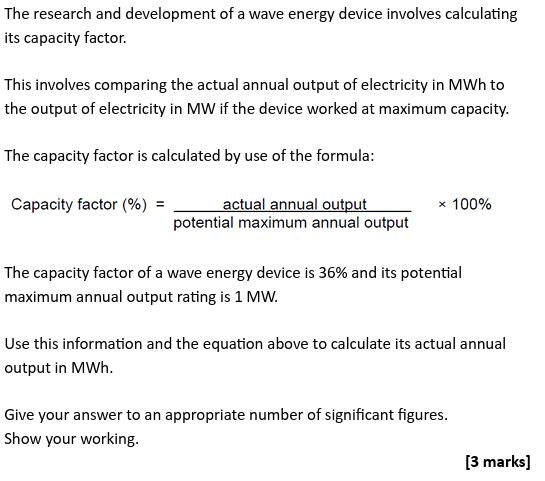 The research and development of a wave energy device involves calculating
its capacity factor.
This involves comparing the actual annual output of electricity in MWh to
the output of electricity in MW if the device worked at maximum capacity.
The capacity factor is calculated by use of the formula:
Capacity factor (%) = actual annual output × 100%
potential maximum annual output
The capacity factor of a wave energy device is 36% and its potential
maximum annual output rating is 1 MW.
Use this information and the equation above to calculate its actual annual
output in MWh.
Give your answer to an appropriate number of significant figures.
Show your working.
[3 marks]